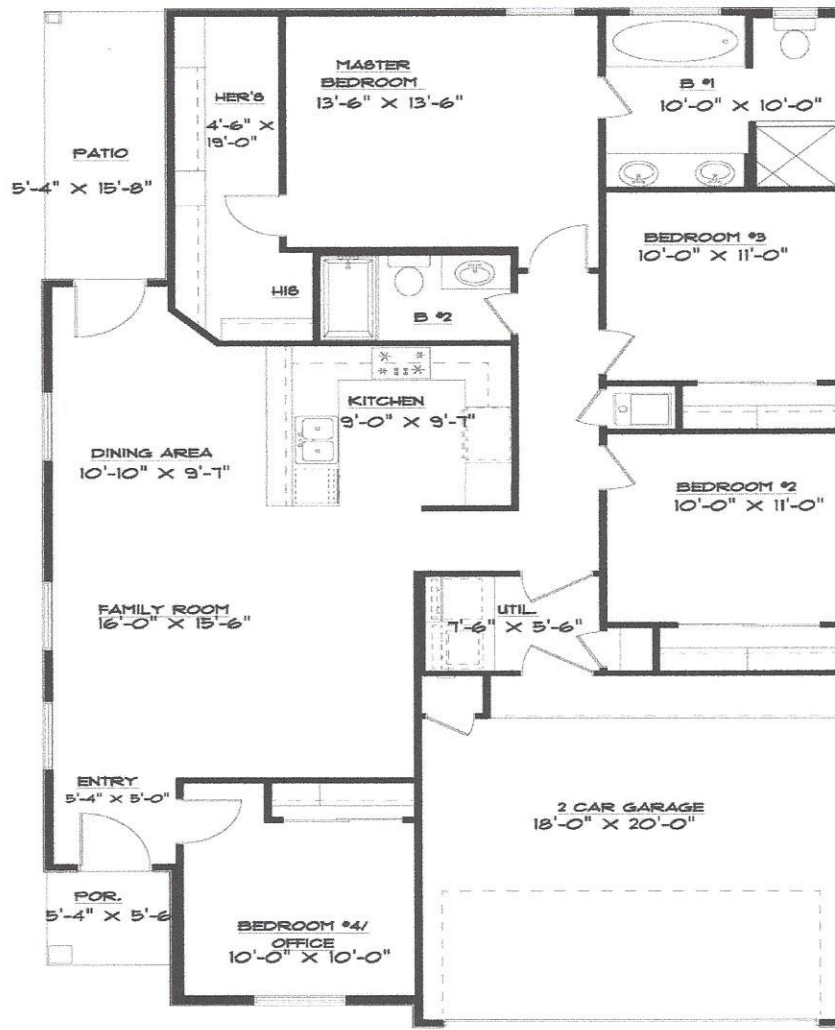 MASTER
BEDROOM
13'-6" X 13'-6"
HER'S
4'-6" X
19'-0"
B #1
10'-0" X 10'-0"
PATIO
5'-4" X 15'-8"
BEDROOM #3
10'-0" X 11'-0"
HIS
B #2
KITCHEN
9'-0" X 9'-7"
DINING AREA
10'-10" X 9'-7"
BEDROOM #2
10'-0" X 11'-0"
FAMILY ROOM
16'-0" X 15'-6"
UTIL.
7'-6" X 5'-6"
ENTRY
5'-4" X 5'-0"
2 CAR GARAGE
18'-0" X 20'-0"
POR.
5'-4" X 5'-6
BEDROOM #4/
OFFICE
10'-0" X 10'-0"